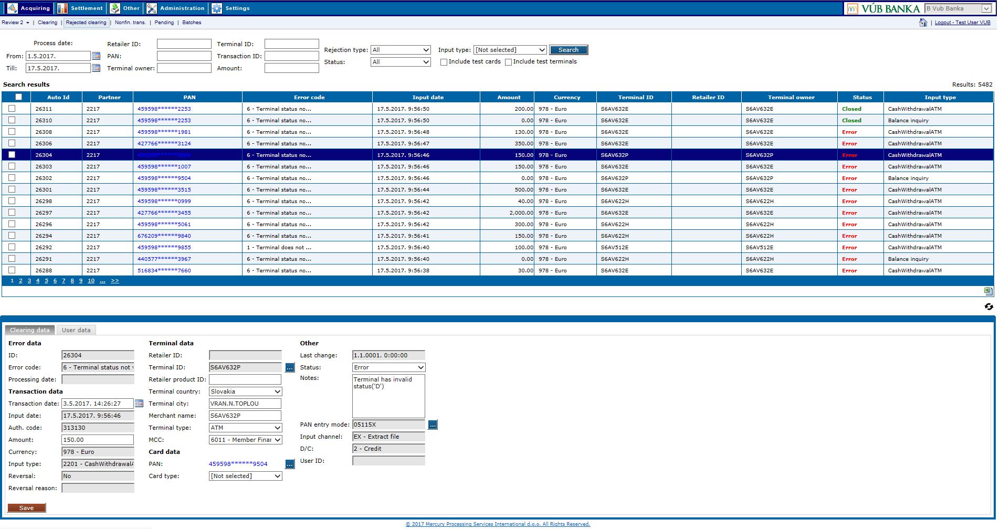 Acquiring Settlement Other Administration Settings VÚB BANKA B Vub Banka
Review 2 | Clearing | Rejected clearing | Nonfin. trans. | Pending | Batches | Logout - Test User VUB
Process date: Retailer ID: Terminal ID:
From: 1.5.2017. PAN: Transaction ID: Rejection type: All Input type: [Not selected] Search
Till: 17.5.2017. Terminal owner: Amount: Status: All Include test cards Include test terminals
Search results Results: 5482
Auto Id Partner PAN Error code Input date Amount Currency Terminal ID Retailer ID Terminal owner Status Input type
26311 2217 459598******2253 6 - Terminal status no... 17.5.2017. 9:56:50 200.00 978 - Euro S6AV632E S6AV632E Closed CashWithdrawalATM
26310 2217 459598******2253 6 - Terminal status no... 17.5.2017. 9:56:50 0.00 978 - Euro S6AV632E S6AV632E Closed Balance inquiry
26308 2217 459598******1981 6 - Terminal status no... 17.5.2017. 9:56:48 130.00 978 - Euro S6AV632E S6AV632E Error CashWithdrawalATM
26306 2217 427766******3124 6 - Terminal status no... 17.5.2017. 9:56:47 350.00 978 - Euro S6AV632E S6AV632E Error CashWithdrawalATM
26304 2217 459598******9504 6 - Terminal status no... 17.5.2017. 9:56:46 150.00 978 - Euro S6AV632P S6AV632P Error CashWithdrawalATM
26303 2217 459598******1007 6 - Terminal status no... 17.5.2017. 9:56:46 150.00 978 - Euro S6AV632E S6AV632E Error CashWithdrawalATM
26302 2217 459598******9504 6 - Terminal status no... 17.5.2017. 9:56:46 0.00 978 - Euro S6AV632P S6AV632P Error Balance inquiry
26301 2217 459598******3515 6 - Terminal status no... 17.5.2017. 9:56:44 500.00 978 - Euro S6AV632E S6AV632E Error CashWithdrawalATM
26298 2217 459598******0999 6 - Terminal status no... 17.5.2017. 9:56:42 40.00 978 - Euro S6AV622H S6AV622H Error CashWithdrawalATM
26297 2217 427766******3455 6 - Terminal status no... 17.5.2017. 9:56:42 2,000.00 978 - Euro S6AV632E S6AV632E Error CashWithdrawalATM
26296 2217 459598******5061 6 - Terminal status no... 17.5.2017. 9:56:42 300.00 978 - Euro S6AV622H S6AV622H Error CashWithdrawalATM
26294 2217 676209******9840 6 - Terminal status no... 17.5.2017. 9:56:41 150.00 978 - Euro S6AV622H S6AV622H Error CashWithdrawalATM
26292 2217 459598******9855 1 - Terminal does not ... 17.5.2017. 9:56:40 100.00 978 - Euro S6AV512E S6AV512E Error CashWithdrawalATM
26291 2217 440577******3967 6 - Terminal status no... 17.5.2017. 9:56:40 0.00 978 - Euro S6AV622H S6AV622H Error Balance inquiry
26288 2217 516834******7660 6 - Terminal status no... 17.5.2017. 9:56:38 30.00 978 - Euro S6AV632E S6AV632E Error CashWithdrawalATM
1 2 3 4 5 6 7 8 9 10 ... >>
Clearing data User data
Error data
ID: 26304
Error code: 6 - Terminal status not
Processing date:
Transaction data
Transaction date: 3.5.2017. 14:26:27
Input date: 17.5.2017. 9:56:46
Auth. code: 313130
Amount: 150.00
Currency: 978 - Euro
Input type: 2201 - CashWithdrawal
Reversal: No
Reversal reason:
Save
Terminal data
Retailer ID:
Terminal ID: S6AV632P ...
Retailer product ID:
Terminal country: Slovakia
Terminal city: VRAN.N.TOPLOU
Merchant name: S6AV632P
Terminal type: ATM
MCC: 6011 - Member Finar
Card data
PAN: 459598******9504 ...
Card type: [Not selected]
Other
Last change: 1.1.0001. 0:00:00
Status: Error
Notes: Terminal has invalid
status('D')
PAN entry mode: 05115X ...
Input channel: EX - Extract file
D/C: 2 - Credit
User ID:
© 2017 Mercury Processing Services International d.o.o. All Rights Reserved.